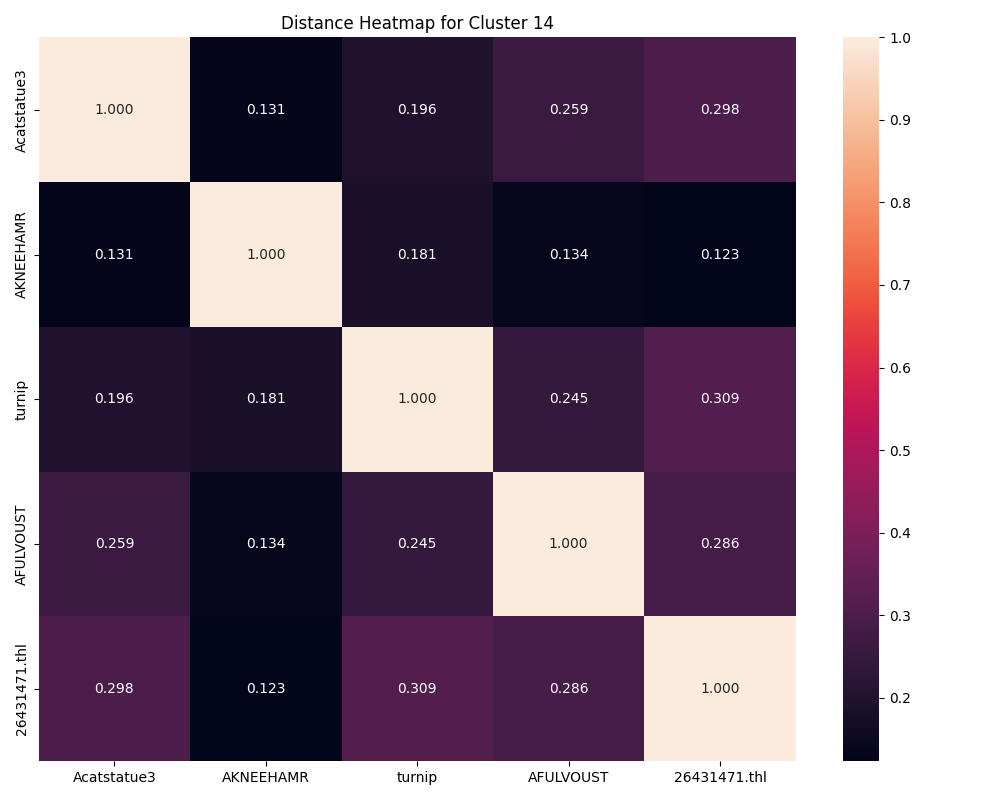 Distance Heatmap for Cluster 14
Acatstatue3
1.000 0.131 0.196 0.259 0.298
AKNEEHAMR
0.131 1.000 0.181 0.134 0.123
turnip
0.196 0.181 1.000 0.245 0.309
AFULVOUST
0.259 0.134 0.245 1.000 0.286
26431471.thl
0.298 0.123 0.309 0.286 1.000
Acatstatue3 AKNEEHAMR turnip AFULVOUST 26431471.thl
1.0
0.9
0.8
0.7
0.6
0.5
0.4
0.3
0.2